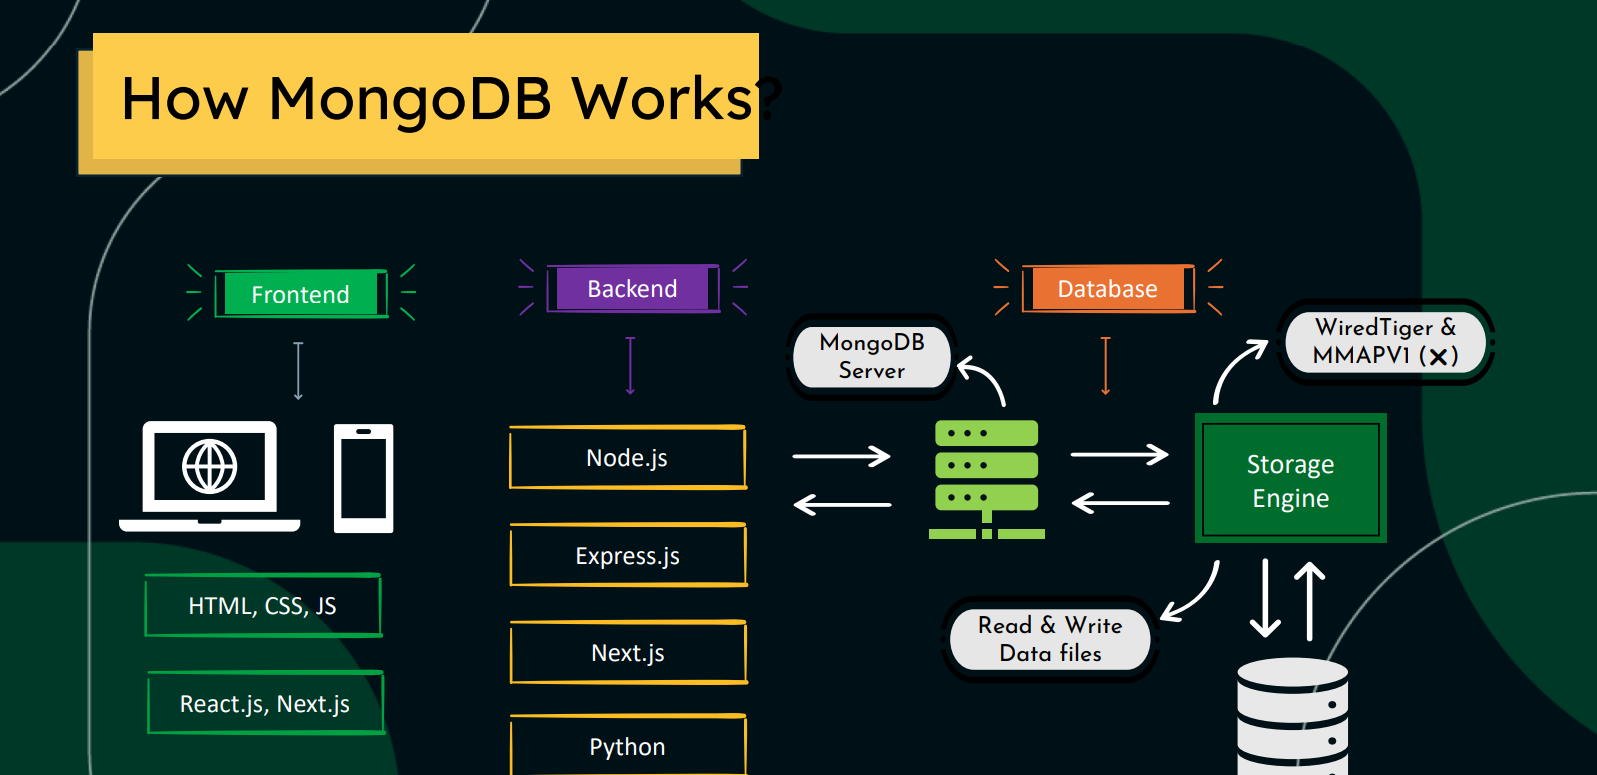 How MongoDB Works?
Frontend
Backend
Database
MongoDB
Server
WiredTiger &
MMAPV1 (❌)
Node.js
Storage
Engine
Express.js
HTML, CSS, JS
Read & Write
Data files
Next.js
React.js, Next.js
Python